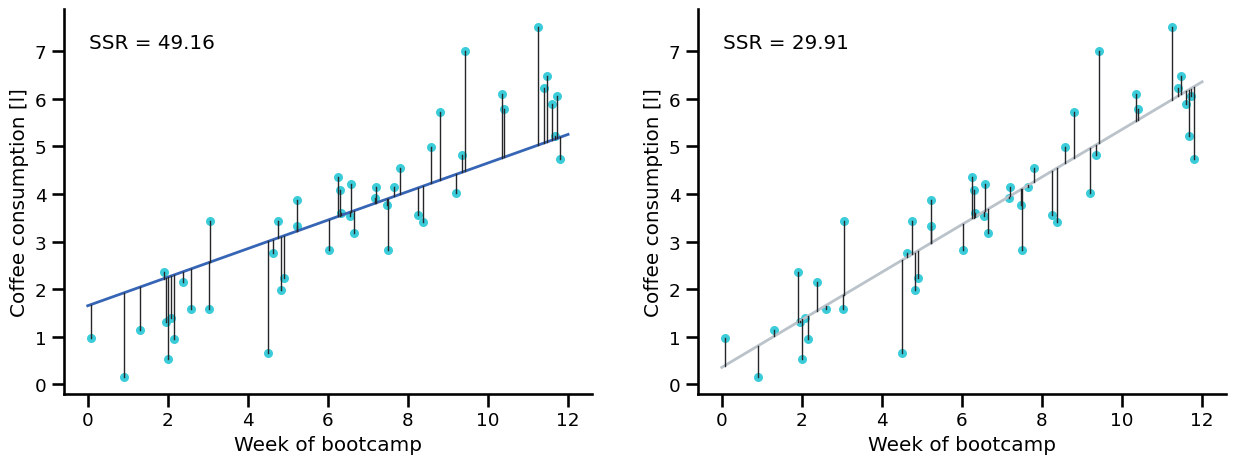 SSR = 49.16
Coffee consumption [l]
7
6
5
4
3
2
1
0
0 2 4 6 8 10 12
Week of bootcamp
SSR = 29.91
Coffee consumption [l]
7
6
5
4
3
2
1
0
0 2 4 6 8 10 12
Week of bootcamp